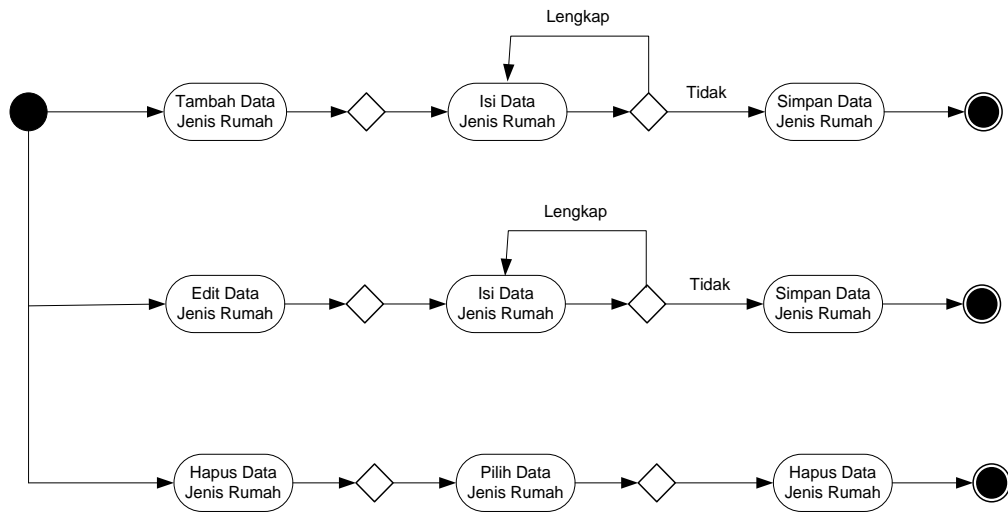 Lengkap
Tambah Data
Jenis Rumah
Isi Data
Jenis Rumah
Tidak
Simpan Data
Jenis Rumah
Lengkap
Edit Data
Jenis Rumah
Isi Data
Jenis Rumah
Tidak
Simpan Data
Jenis Rumah
Hapus Data
Jenis Rumah
Pilih Data
Jenis Rumah
Hapus Data
Jenis Rumah